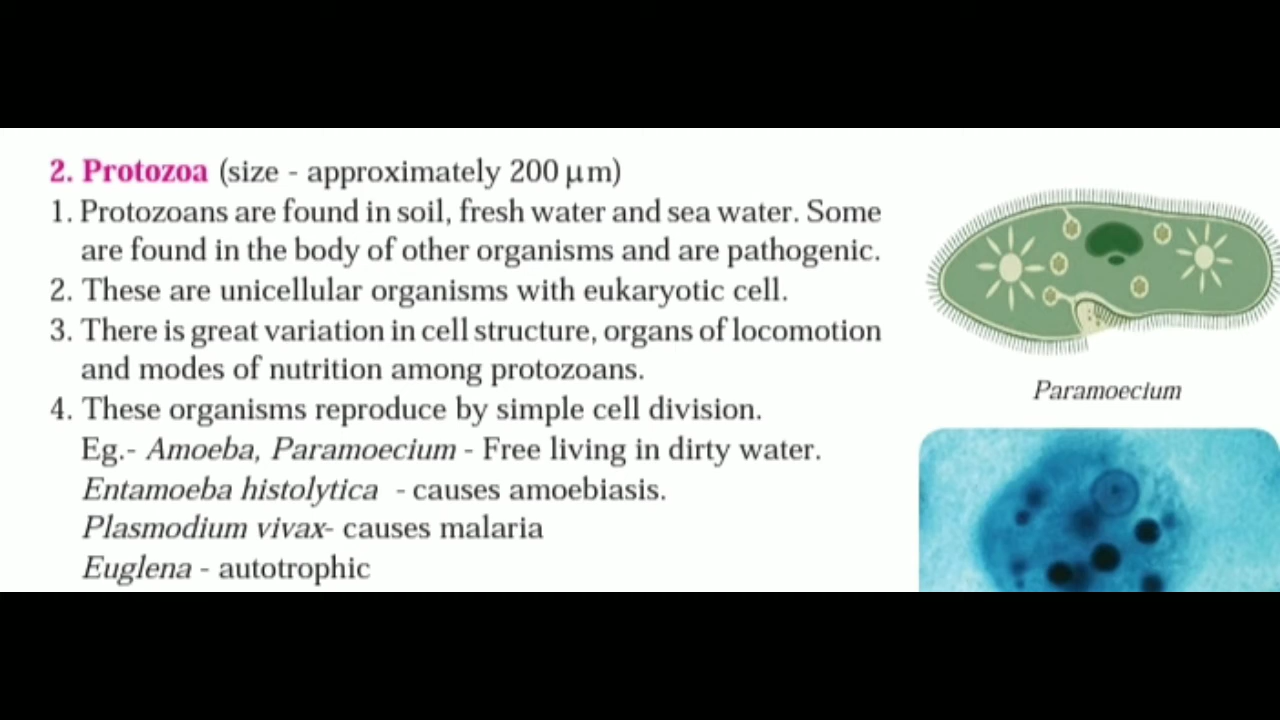 2. Protozoa (size - approximately 200 µm)
1. Protozoans are found in soil, fresh water and sea water. Some
are found in the body of other organisms and are pathogenic.
2. These are unicellular organisms with eukaryotic cell.
3. There is great variation in cell structure, organs of locomotion
and modes of nutrition among protozoans.
4. These organisms reproduce by simple cell division.
Eg.- Amoeba, Paramoecium - Free living in dirty water.
Entamoeba histolytica - causes amoebiasis.
Plasmodium vivax- causes malaria
Euglena - autotrophic
Paramoecium